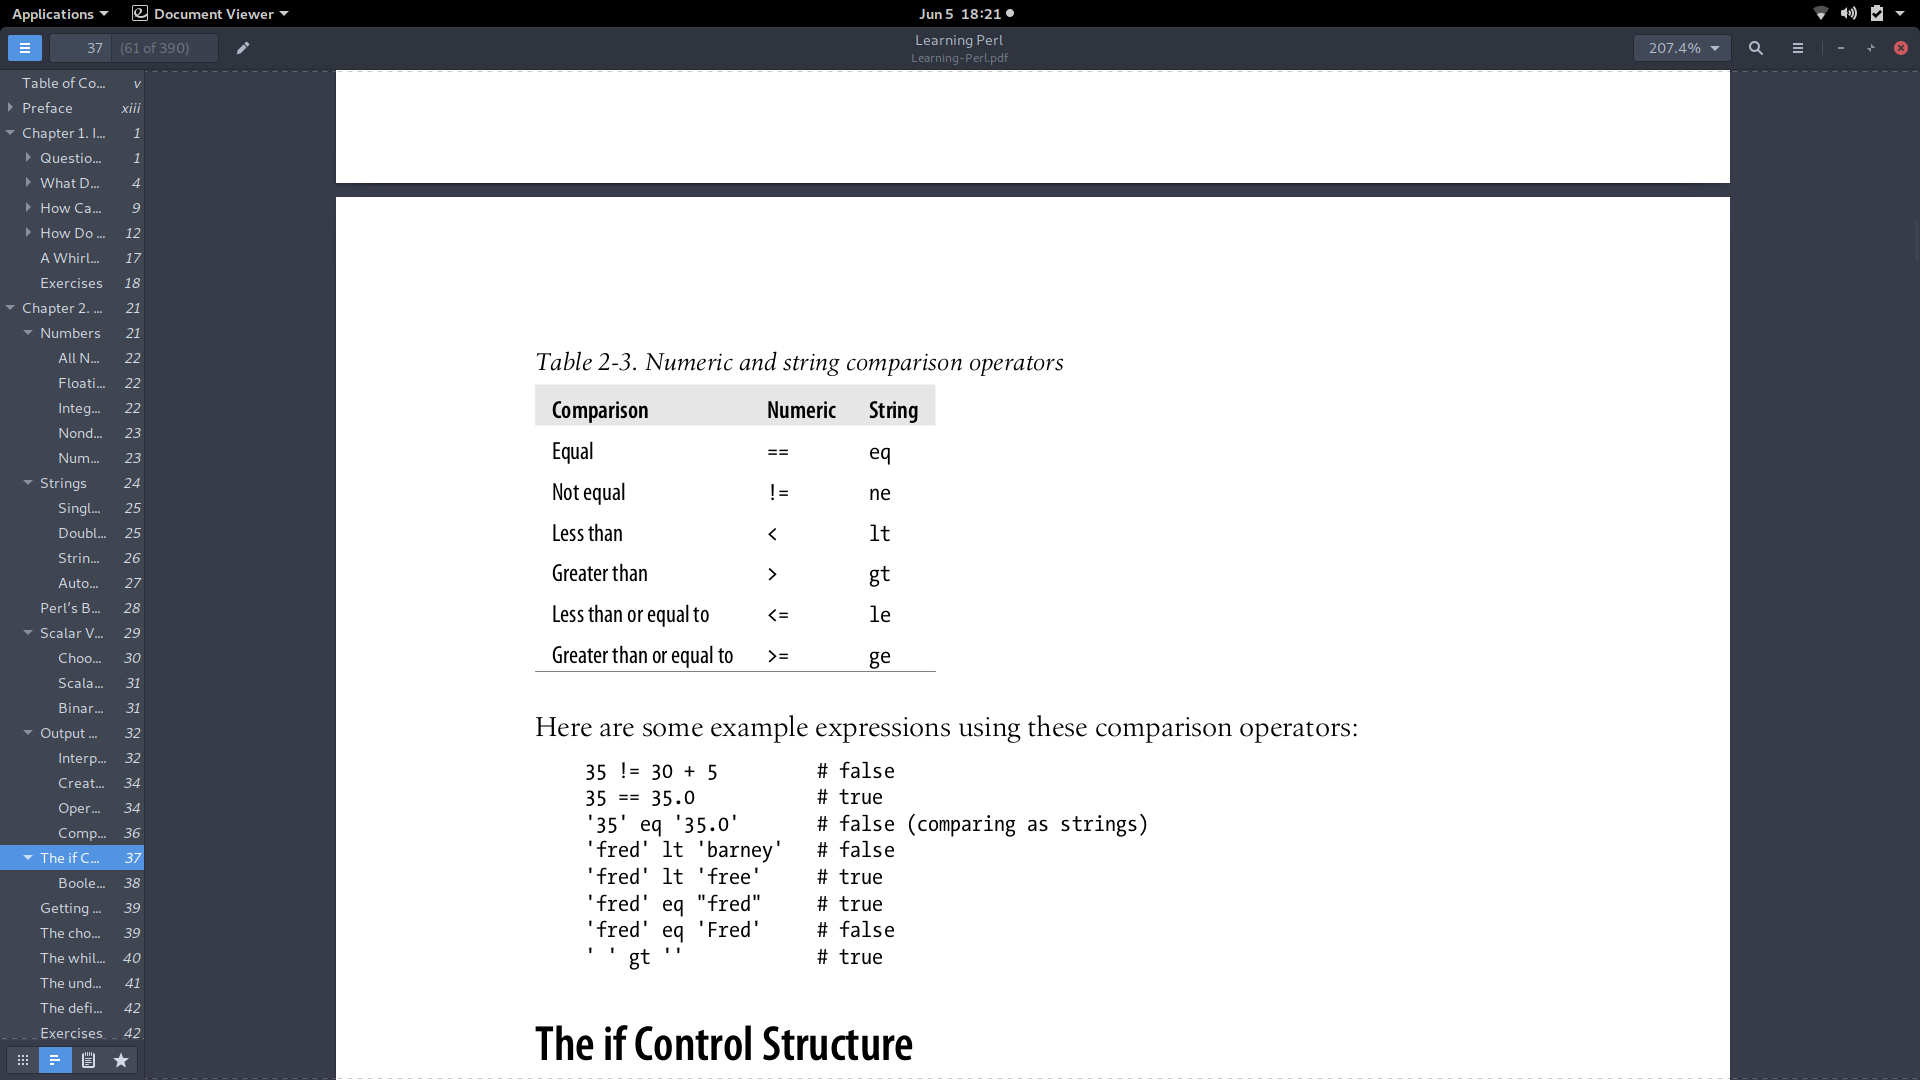 Applications Document Viewer Jun 5 18:21
37 (61 of 390) Learning Perl 207.4%
Learning-Perl.pdf
Table of Co... v
Preface xiii
Chapter 1. I... 1
Questio... 1
What D... 4
How Ca... 9
How Do ... 12
A Whirl... 17
Exercises 18
Chapter 2. ... 21
Numbers 21
All N... 22
Floati... 22
Integ... 22
Nond... 23
Num... 23
Strings 24
Singl... 25
Doubl... 25
Strin... 26
Auto... 27
Perl's B... 28
Scalar V... 29
Choo... 30
Scala... 31
Binar... 31
Output ... 32
Interp... 32
Creat... 34
Oper... 34
Comp... 36
The if C... 37
Boole... 38
Getting ... 39
The cho... 39
The whil... 40
The und... 41
The defi... 42
Exercises 42
Table 2-3. Numeric and string comparison operators
Comparison Numeric String
Equal == eq
Not equal != ne
Less than < lt
Greater than > gt
Less than or equal to <= le
Greater than or equal to >= ge
Here are some example expressions using these comparison operators:
35 != 30 + 5 # false
35 == 35.0 # true
'35' eq '35.0' # false (comparing as strings)
'fred' lt 'barney' # false
'fred' lt 'free' # true
'fred' eq "fred" # true
'fred' eq 'Fred' # false
' ' gt '' # true
The if Control Structure